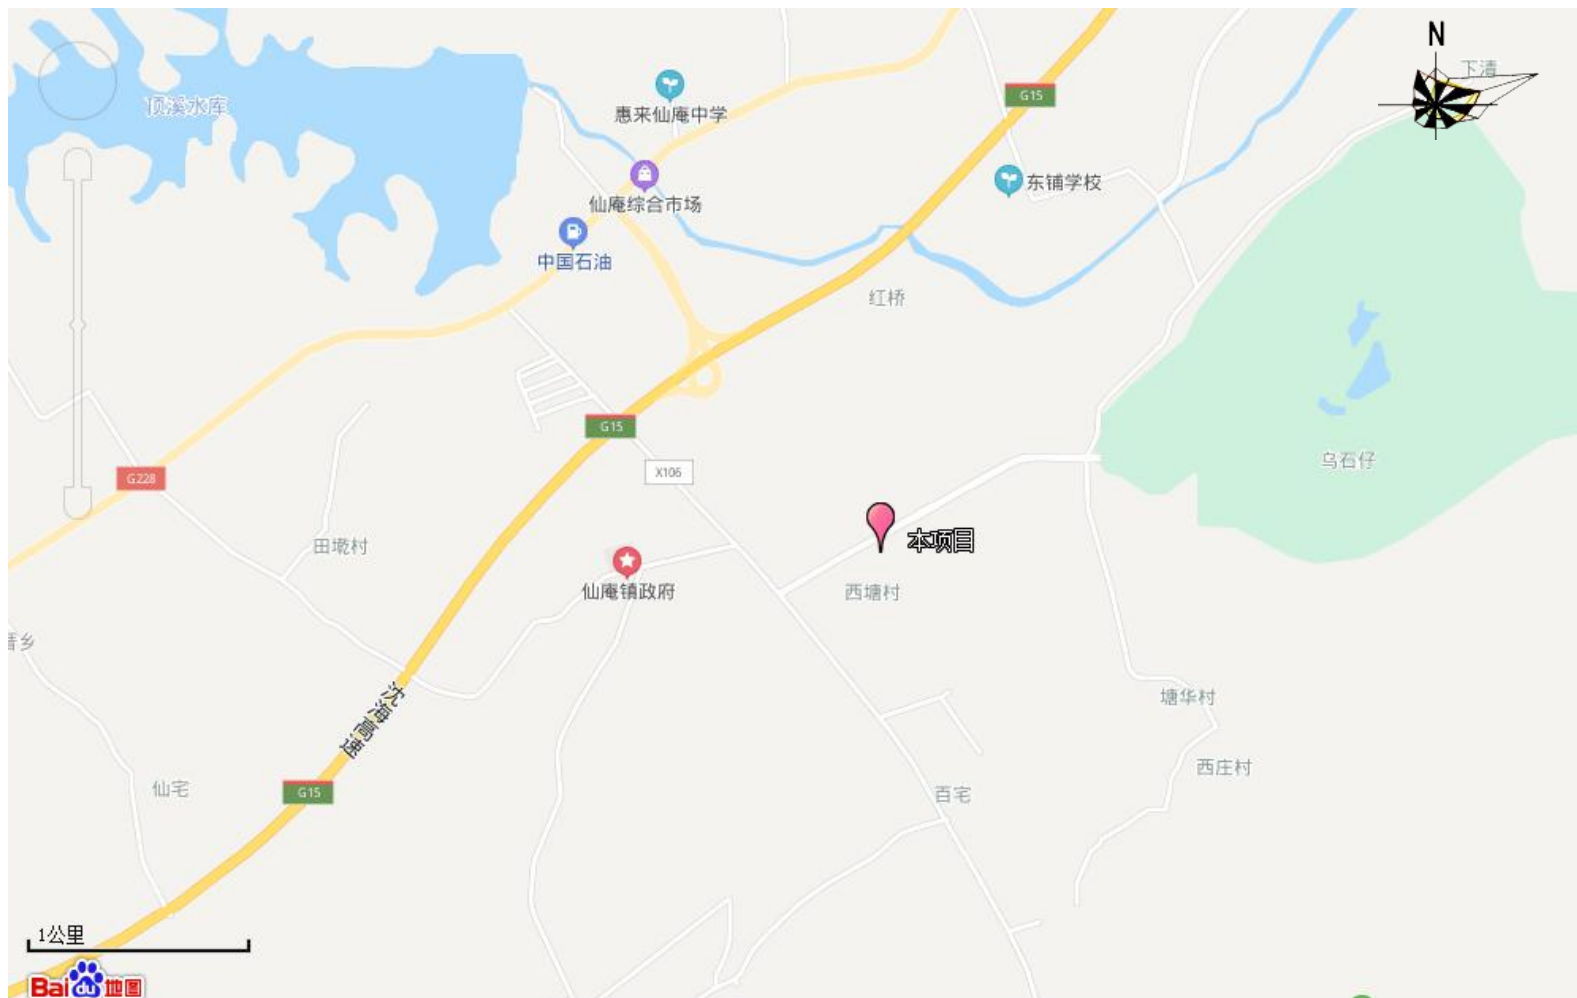 N
下清
顶溪水库
G15
惠来仙庵中学
东铺学校
仙庵综合市场
中国石油
红桥
G15
乌石仔
X106
G228
本项目
田墘村
仙庵镇政府
西塘村
晋乡
塘华村
沈海高速
西庄村
仙宅
G15
百宅
1公里
Bai du 地图